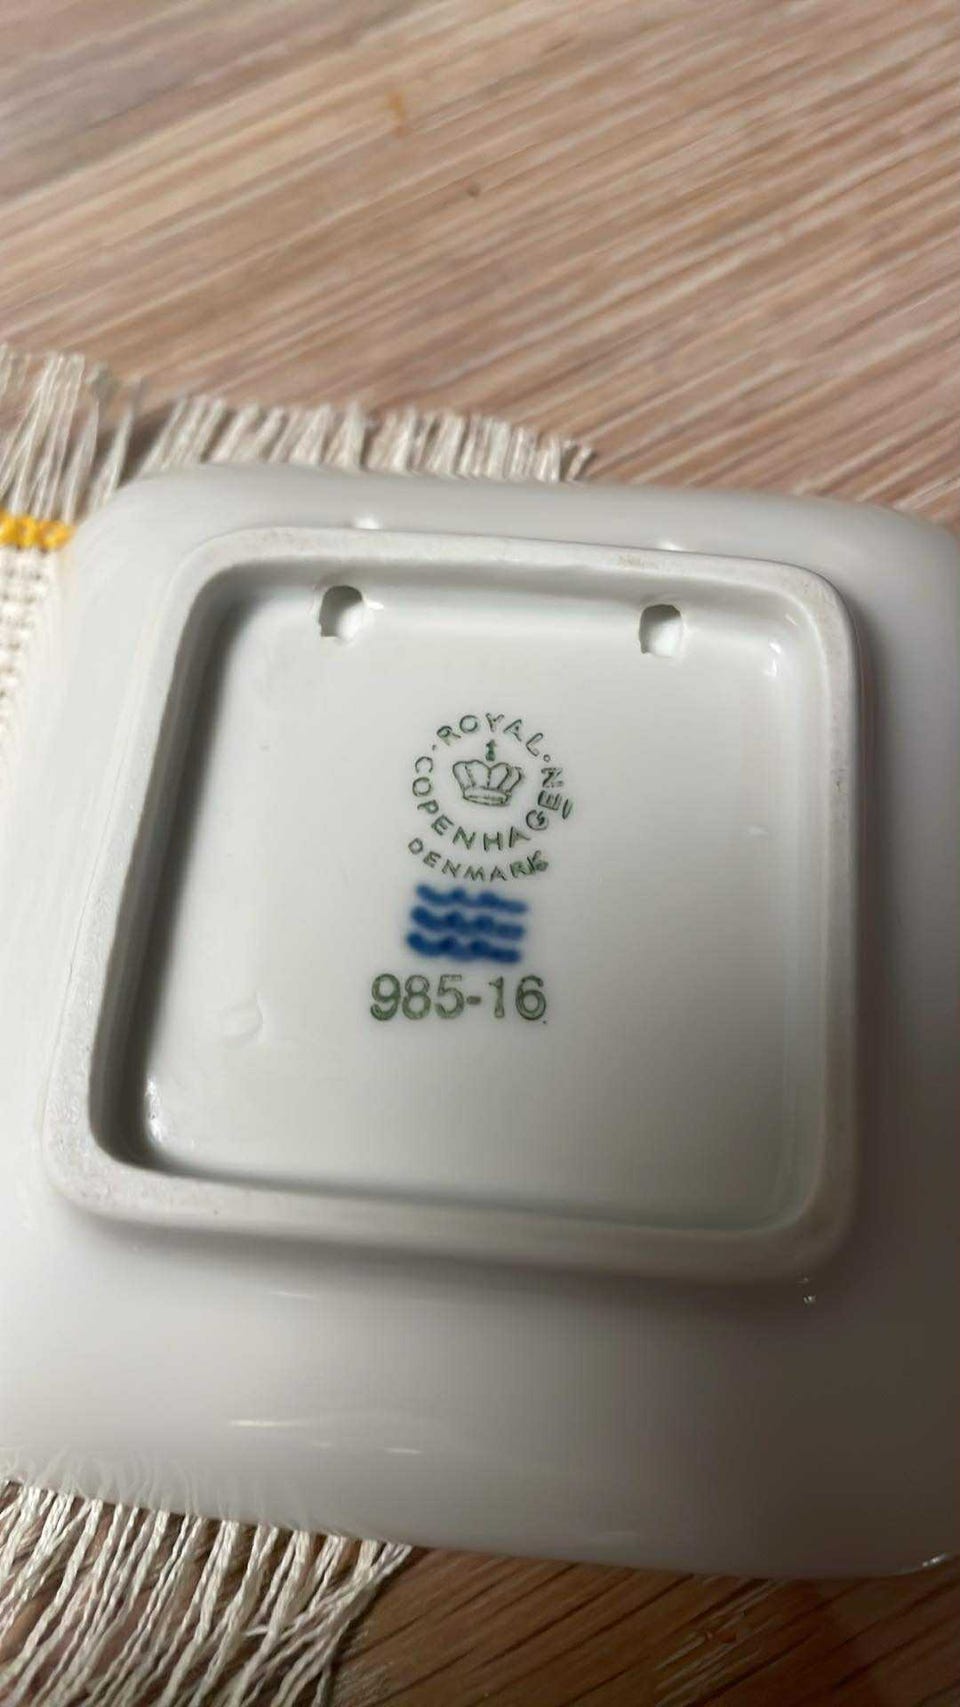 ROYAL · COPENHAGEN ·
DENMARK
985-16